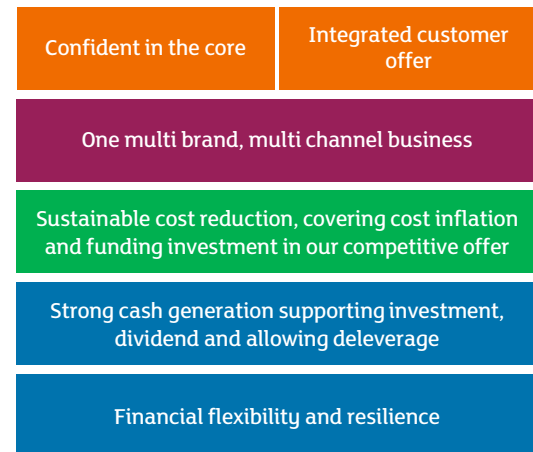 Confident in the core
Integrated customer
offer
One multi brand, multi channel business
Sustainable cost reduction, covering cost inflation
and funding investment in our competitive offer
Strong cash generation supporting investment,
dividend and allowing deleverage
Financial flexibility and resilience